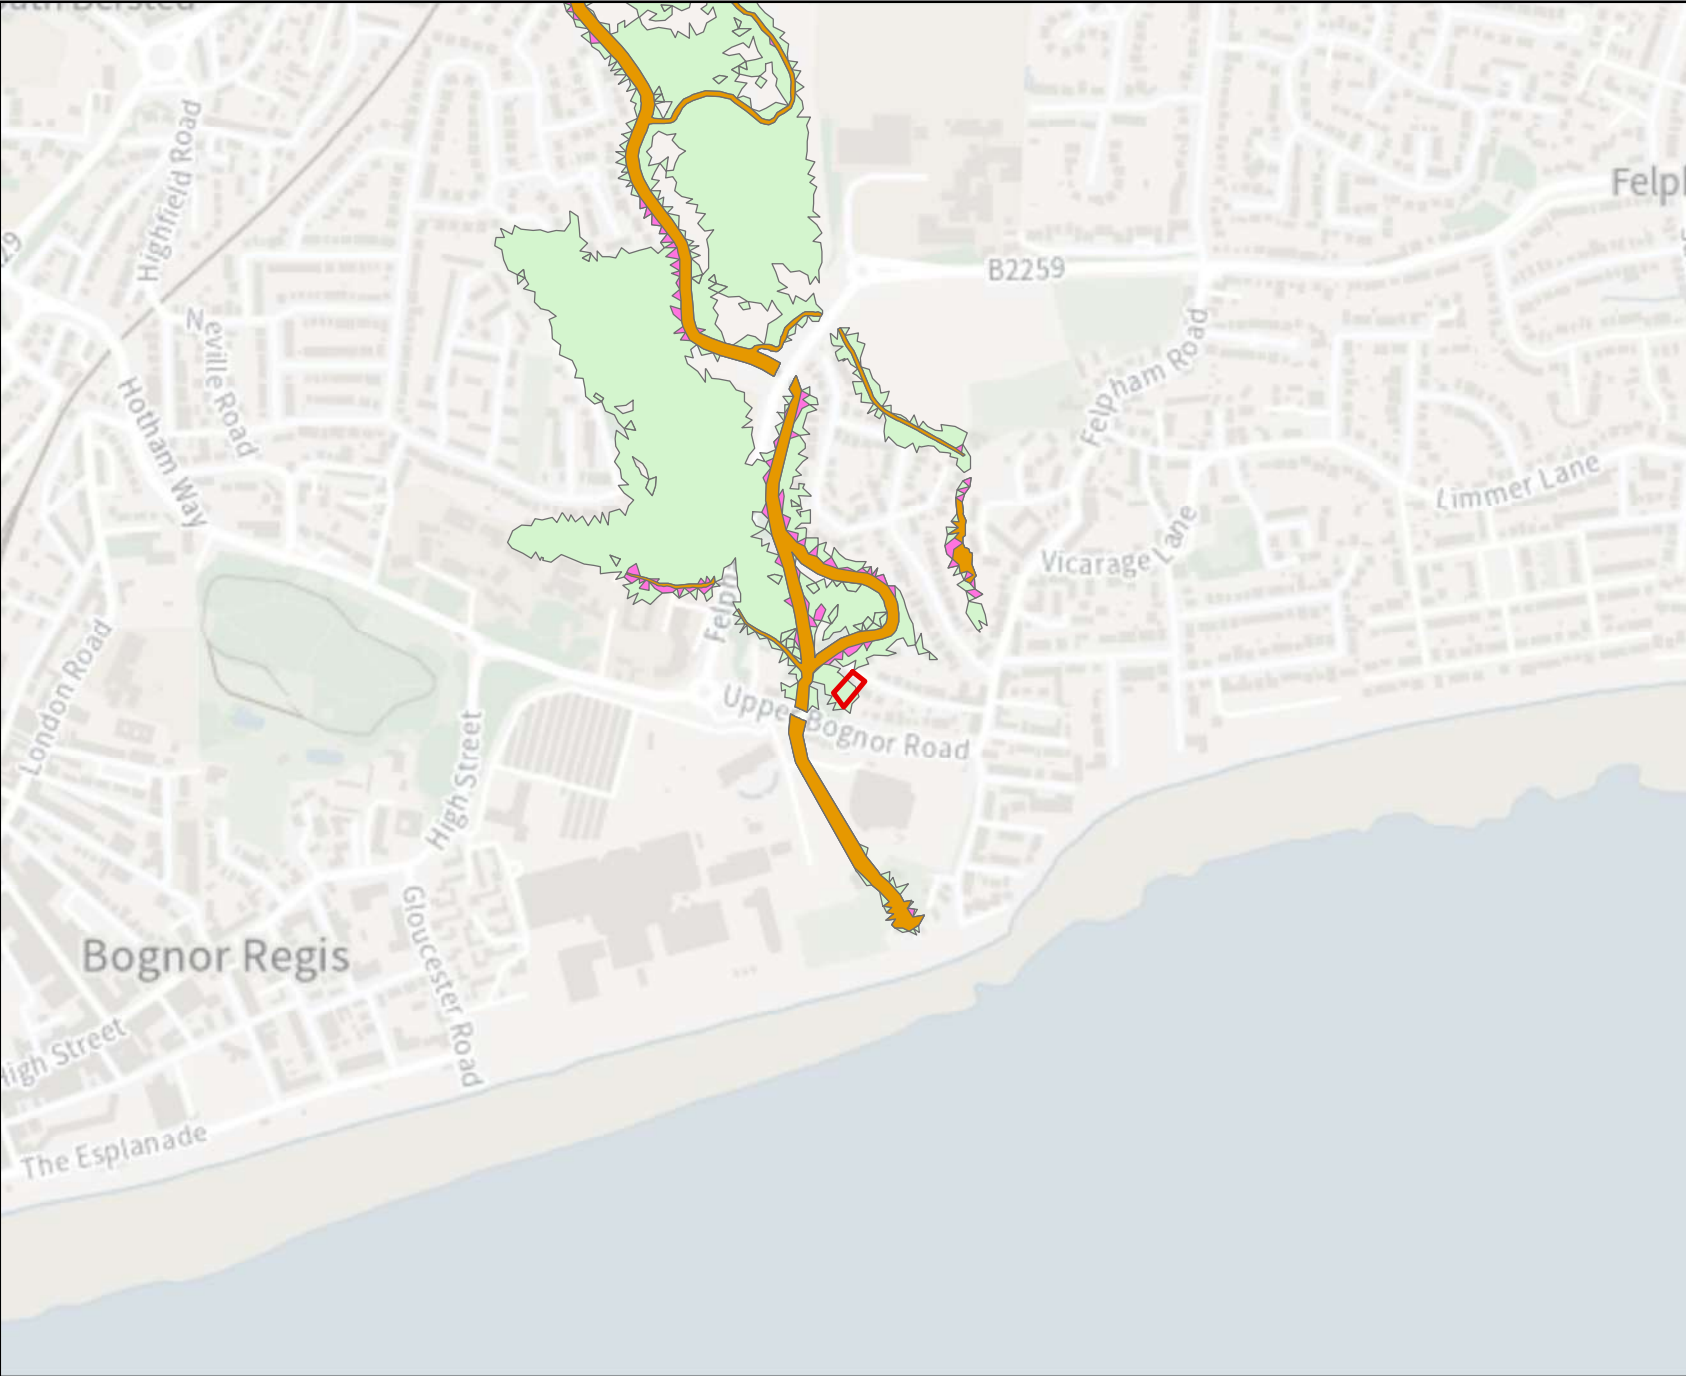 Highfield Road
29
B2259
Neville Road
Felpham Road
Hotham Way
Limmer Lane
Vicarage Lane
London Road
Upper Bognor Road
High Street
Gloucester Road
Bognor Regis
High Street
The Esplanade